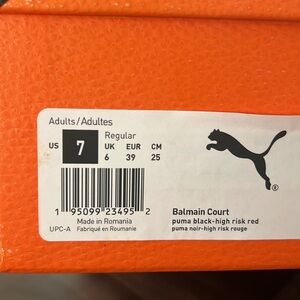 Adults/Adultes
Regular
US 7 UK EUR CM
6 39 25
®
1 95099 23495 2
Made in Romania
UPC-A Fabriqué en Roumanie
Balmain Court
puma black-high risk red
puma noir-high risk rouge